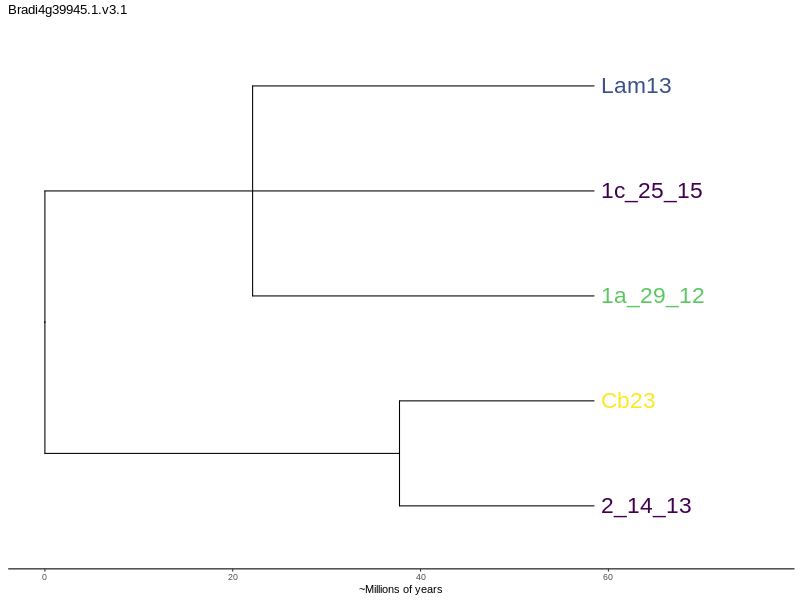 Bradi4g39945.1.v3.1
Lam13
1c_25_15
1a_29_12
Cb23
2_14_13
0 20 40 60
~Millions of years